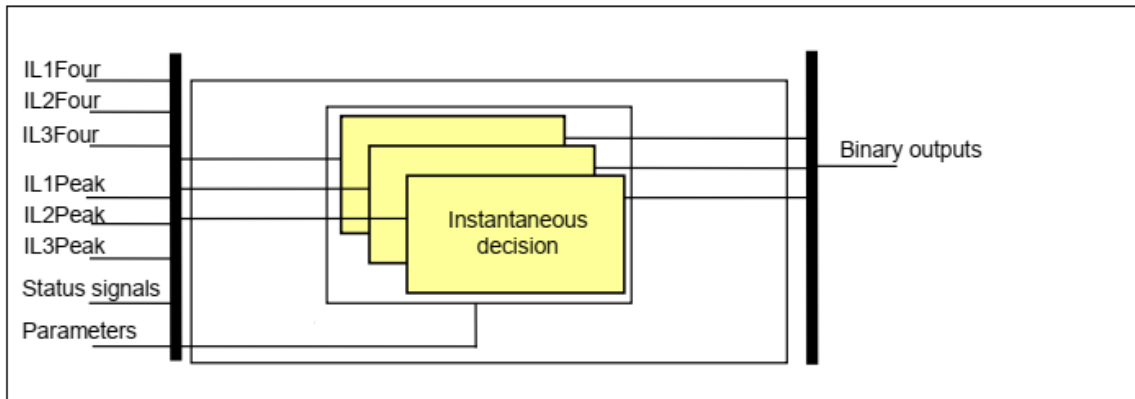 IL1Four
IL2Four
IL3Four
IL1Peak
IL2Peak
IL3Peak
Status signals
Parameters
Instantaneous
decision
Binary outputs